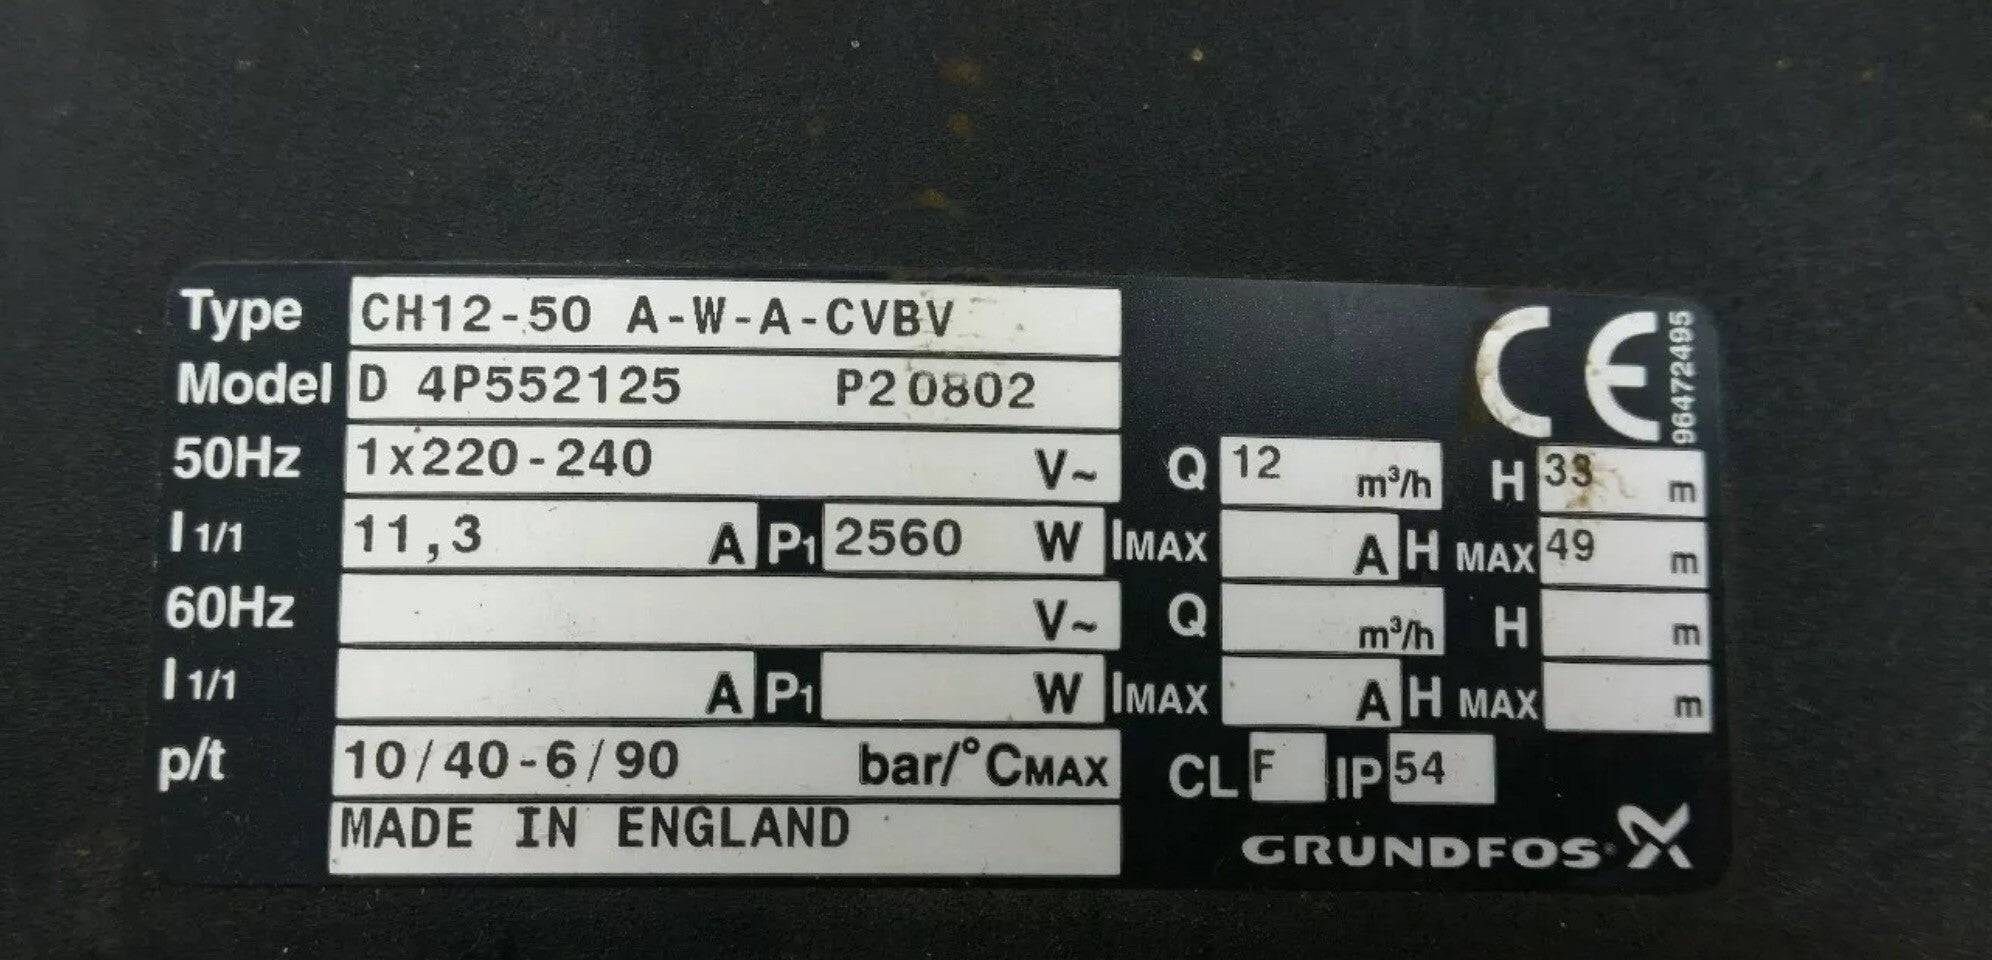 Type CH12-50 A-W-A-CVBV
Model D 4P552125 P2 0802
50Hz 1x220-240 V~ Q 12 m³/h H 33 m
I 1/1 11,3 A P1 2560 W IMAX A H MAX 49 m
60Hz V~ Q m³/h H m
I 1/1 A P1 W IMAX A H MAX m
p/t 10/40-6/90 bar/°CMAX CL F IP 54
MADE IN ENGLAND
CE
96472495
GRUNDFOS